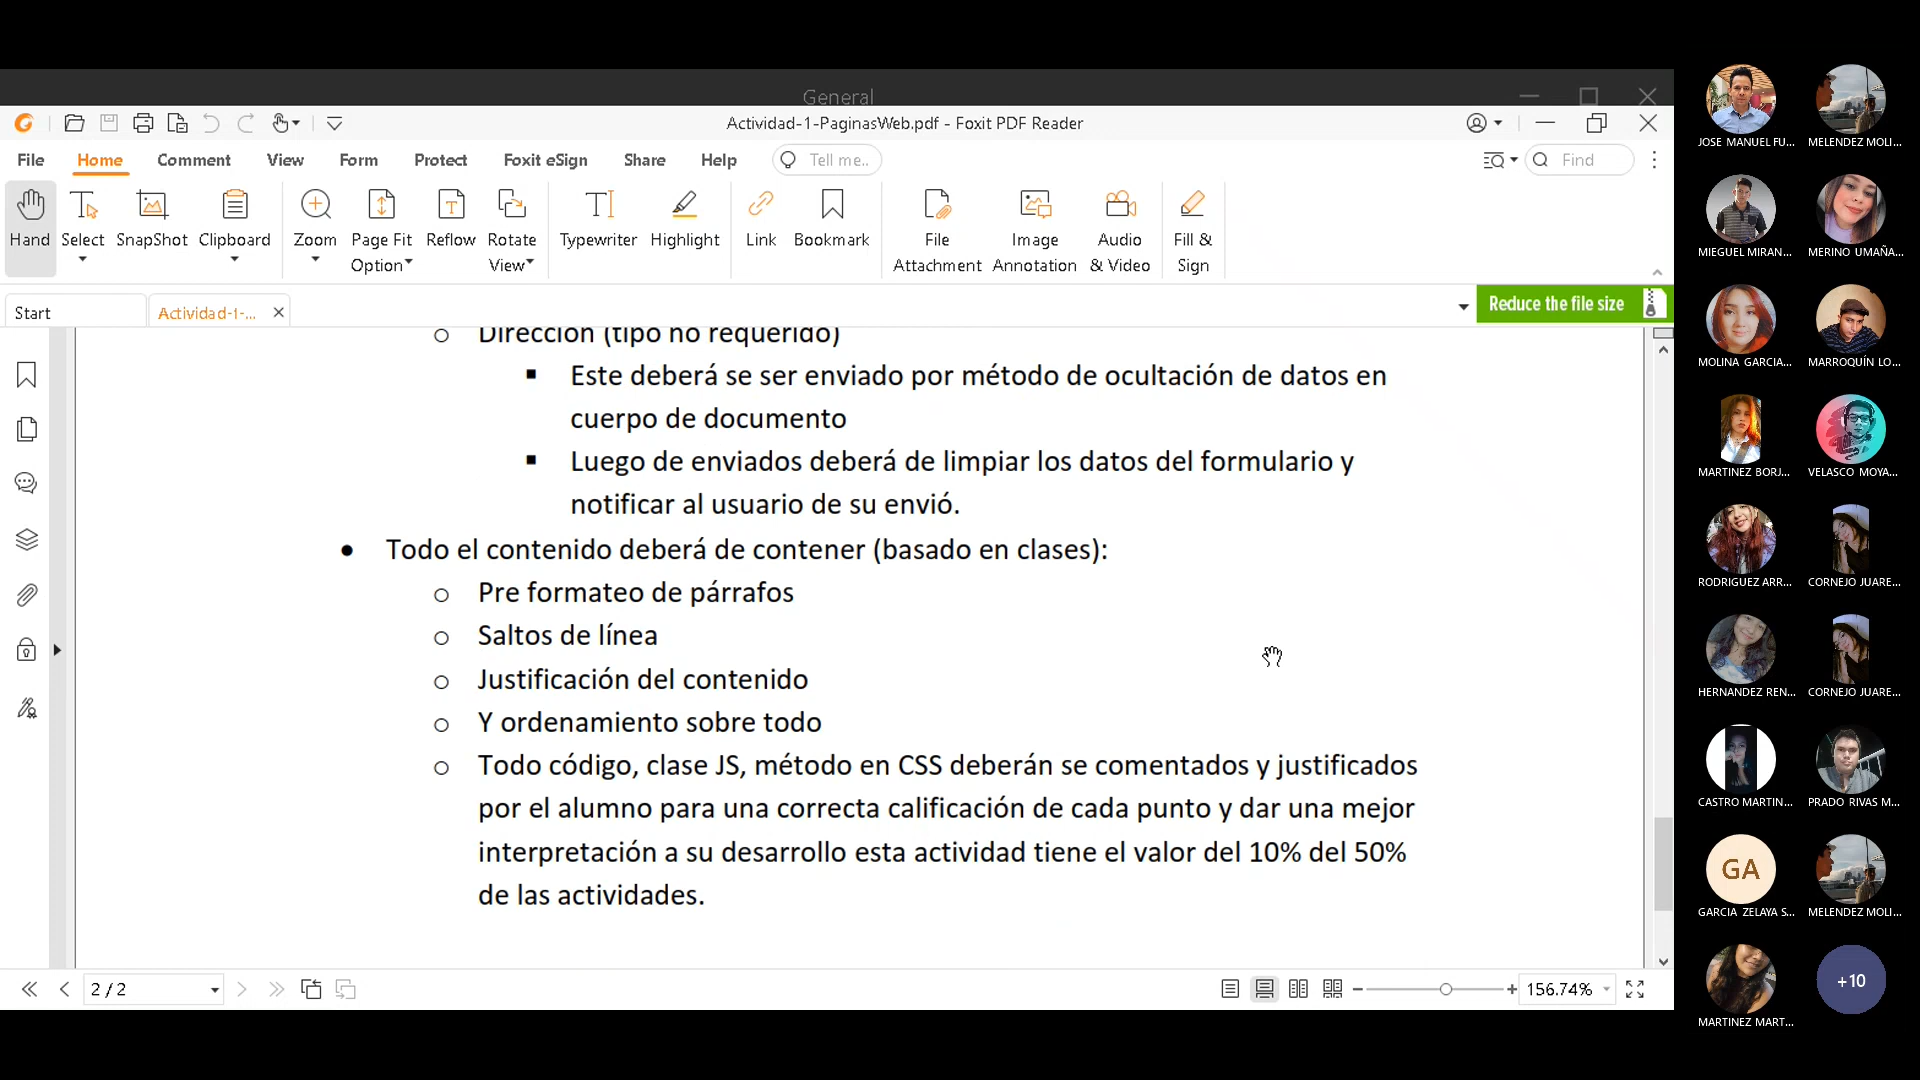 General
Actividad-1-PaginasWeb.pdf - Foxit PDF Reader
File Home Comment View Form Protect Foxit eSign Share Help Tell me.. Find
Hand
Select
SnapShot
Clipboard
Zoom
Page Fit
Option
Reflow
Rotate
View
Typewriter
Highlight
Link
Bookmark
File
Attachment
Image
Annotation
Audio
& Video
Fill &
Sign
Start
Actividad-1-...
Reduce the file size
o Dirección (tipo no requerido)
▪ Este deberá se ser enviado por método de ocultación de datos en
cuerpo de documento
▪ Luego de enviados deberá de limpiar los datos del formulario y
notificar al usuario de su envió.
• Todo el contenido deberá de contener (basado en clases):
o Pre formateo de párrafos
o Saltos de línea
o Justificación del contenido
o Y ordenamiento sobre todo
o Todo código, clase JS, método en CSS deberán se comentados y justificados
por el alumno para una correcta calificación de cada punto y dar una mejor
interpretación a su desarrollo esta actividad tiene el valor del 10% del 50%
de las actividades.
2 / 2
156.74%
JOSE MANUEL FU... MELENDEZ MOLI...
MIEGUEL MIRAN... MERINO UMAÑA...
MOLINA GARCIA... MARROQUÍN LO...
MARTINEZ BORJ... VELASCO MOYA...
RODRIGUEZ ARR... CORNEJO JUARE...
HERNANDEZ REN... CORNEJO JUARE...
CASTRO MARTIN... PRADO RIVAS M...
GA
GARCIA ZELAYA S... MELENDEZ MOLI...
+10
MARTINEZ MART...